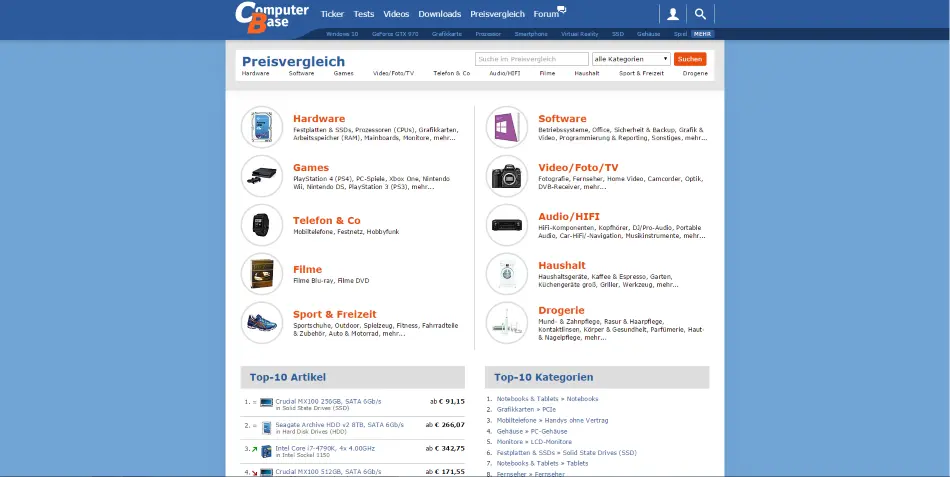 ComputerBase
Ticker Tests Videos Downloads Preisvergleich Forum
Windows 10 GeForce GTX 970 Grafikkarte Prozessor Smartphone Virtual Reality SSD Gehäuse Spiel MEHR
Preisvergleich
Suche im Preisvergleich alle Kategorien Suchen
Hardware Software Games Video/Foto/TV Telefon & Co Audio/HIFI Filme Haushalt Sport & Freizeit Drogerie
Hardware
Festplatten & SSDs, Prozessoren (CPUs), Grafikkarten,
Arbeitsspeicher (RAM), Mainboards, Monitore, mehr...
Games
PlayStation 4 (PS4), PC-Spiele, Xbox One, Nintendo
Wii, Nintendo DS, PlayStation 3 (PS3), mehr...
Telefon & Co
Mobiltelefone, Festnetz, Hobbyfunk
Filme
Filme Blu-ray, Filme DVD
Sport & Freizeit
Sportschuhe, Outdoor, Spielzeug, Fitness, Fahrradteile
& Zubehör, Auto & Motorrad, mehr...
Software
Betriebssysteme, Office, Sicherheit & Backup, Grafik &
Video, Programmierung & Reporting, Sonstiges, mehr...
Video/Foto/TV
Fotografie, Fernseher, Home Video, Camcorder, Optik,
DVB-Receiver, mehr...
Audio/HIFI
HiFi-Komponenten, Kopfhörer, DJ/Pro-Audio, Portable
Audio, Car-HiFi/-Navigation, Musikinstrumente, mehr...
Haushalt
Haushaltsgeräte, Kaffee & Espresso, Garten,
Küchengeräte groß, Griller, Werkzeug, mehr...
Drogerie
Mund- & Zahnpflege, Rasur & Haarpflege,
Kontaktlinsen, Körper & Gesundheit, Parfümerie, Haut-
& Nagelpflege, mehr...
Top-10 Artikel
1. = Crucial MX100 256GB, SATA 6Gb/s ab € 91,15
in Solid State Drives (SSD)
2. = Seagate Archive HDD v2 8TB, SATA 6Gb/s ab € 266,07
in Hard Disk Drives (HDD)
3. Intel Core i7-4790K, 4x 4.00GHz ab € 342,75
in Intel Sockel 1150
4. Crucial MX100 512GB, SATA 6Gb/s ab € 171,55
Top-10 Kategorien
1. Notebooks & Tablets » Notebooks
2. Grafikkarten » PCIe
3. Mobiltelefone » Handys ohne Vertrag
4. Gehäuse » PC-Gehäuse
5. Monitore » LCD-Monitore
6. Festplatten & SSDs » Solid State Drives (SSD)
7. Notebooks & Tablets » Tablets
8. Fernseher » Fernseher